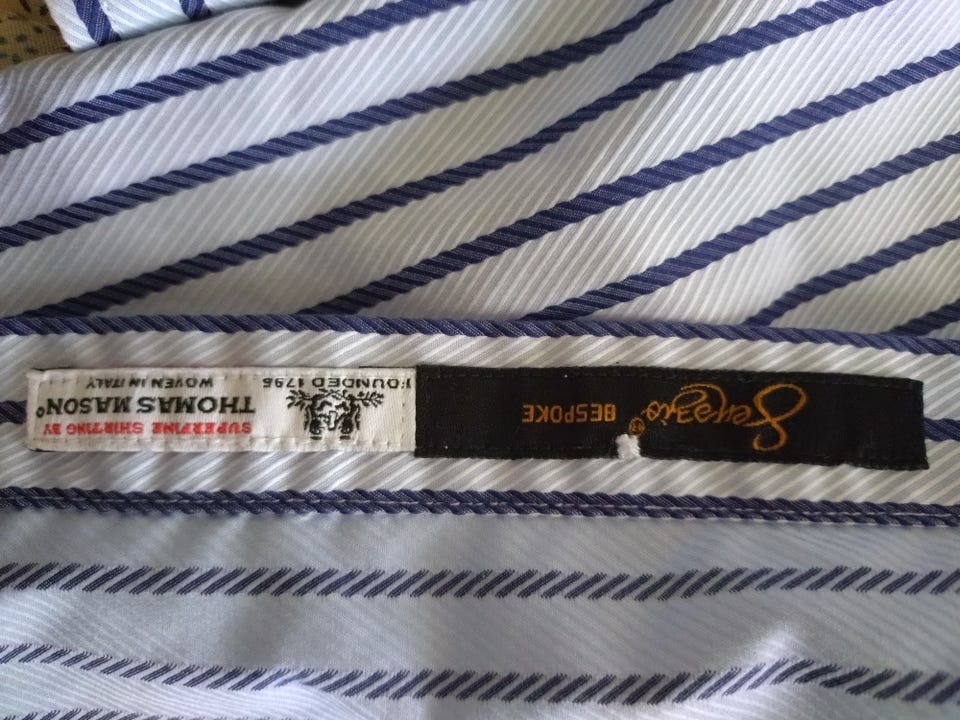 BESPOKE
FOUNDED 1796
SUPERFINE SHIRTING BY
THOMAS MASON®
WOVEN IN ITALY